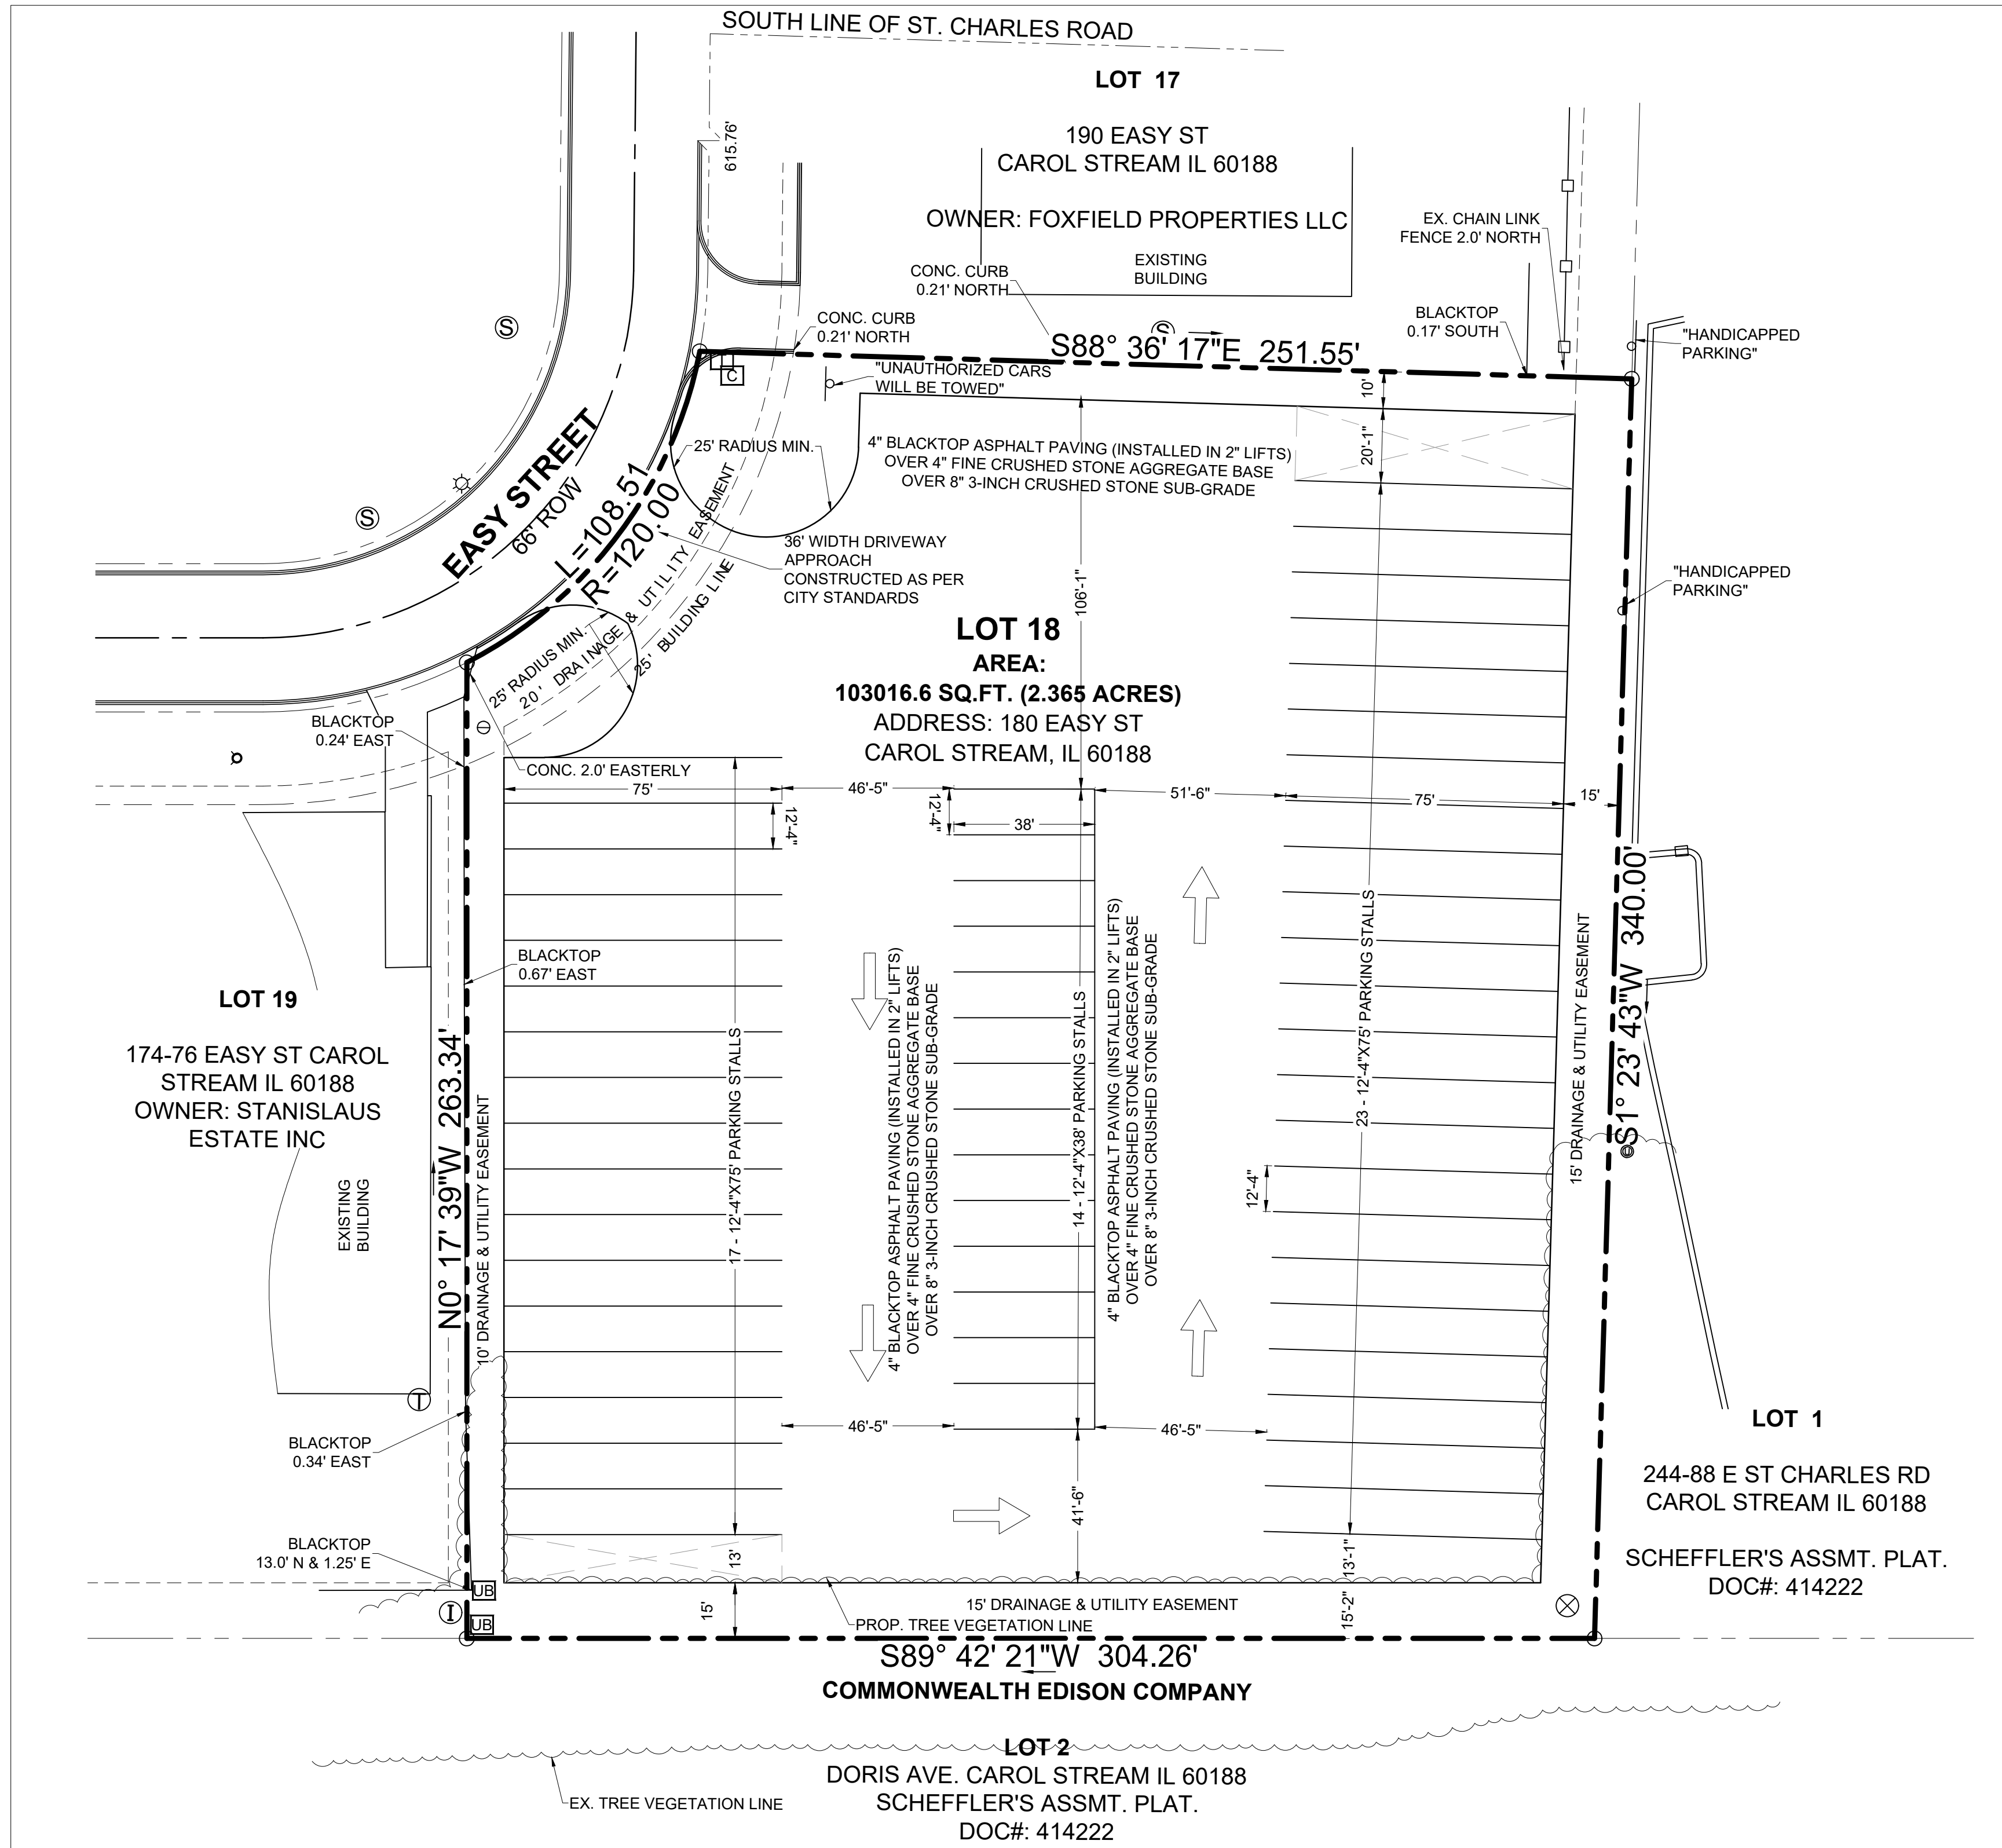 SOUTH LINE OF ST. CHARLES ROAD
615.76'
LOT 17
190 EASY ST
CAROL STREAM IL 60188
OWNER: FOXFIELD PROPERTIES LLC
EXISTING
BUILDING
EX. CHAIN LINK
FENCE 2.0' NORTH
CONC. CURB
0.21' NORTH
CONC. CURB
0.21' NORTH
BLACKTOP
0.17' SOUTH
"HANDICAPPED
PARKING"
S
S
S
S88° 36' 17"E 251.55'
C
"UNAUTHORIZED CARS
WILL BE TOWED"
10'
20'-1"
25' RADIUS MIN.
4" BLACKTOP ASPHALT PAVING (INSTALLED IN 2" LIFTS)
OVER 4" FINE CRUSHED STONE AGGREGATE BASE
OVER 8" 3-INCH CRUSHED STONE SUB-GRADE
EASY STREET
66' ROW
L=108.51
R=120.00
20' DRAINAGE & UTILITY EASEMENT
25' BUILDING LINE
25' RADIUS MIN.
36' WIDTH DRIVEWAY
APPROACH
CONSTRUCTED AS PER
CITY STANDARDS
106'-1"
"HANDICAPPED
PARKING"
LOT 18
AREA:
103016.6 SQ.FT. (2.365 ACRES)
ADDRESS: 180 EASY ST
CAROL STREAM, IL 60188
BLACKTOP
0.24' EAST
CONC. 2.0' EASTERLY
75'
46'-5"
51'-6"
75'
15'
12'-4"
12'-4"
38'
BLACKTOP
0.67' EAST
LOT 19
174-76 EASY ST CAROL
STREAM IL 60188
OWNER: STANISLAUS
ESTATE INC
EXISTING
BUILDING
N0° 17' 39"W 263.34'
10' DRAINAGE & UTILITY EASEMENT
17 - 12'-4"X75' PARKING STALLS
4" BLACKTOP ASPHALT PAVING (INSTALLED IN 2" LIFTS)
OVER 4" FINE CRUSHED STONE AGGREGATE BASE
OVER 8" 3-INCH CRUSHED STONE SUB-GRADE
14 - 12'-4"X38' PARKING STALLS
4" BLACKTOP ASPHALT PAVING (INSTALLED IN 2" LIFTS)
OVER 4" FINE CRUSHED STONE AGGREGATE BASE
OVER 8" 3-INCH CRUSHED STONE SUB-GRADE
23 - 12'-4"X75' PARKING STALLS
12'-4"
15' DRAINAGE & UTILITY EASEMENT
S1° 23' 43"W 340.00'
T
46'-5"
46'-5"
41'-6"
BLACKTOP
0.34' EAST
BLACKTOP
13.0' N & 1.25' E
UB
UB
I
13'
15'
13'-1"
15'-2"
15' DRAINAGE & UTILITY EASEMENT
PROP. TREE VEGETATION LINE
LOT 1
244-88 E ST CHARLES RD
CAROL STREAM IL 60188
SCHEFFLER'S ASSMT. PLAT.
DOC#: 414222
S89° 42' 21"W 304.26'
COMMONWEALTH EDISON COMPANY
LOT 2
DORIS AVE. CAROL STREAM IL 60188
SCHEFFLER'S ASSMT. PLAT.
DOC#: 414222
EX. TREE VEGETATION LINE